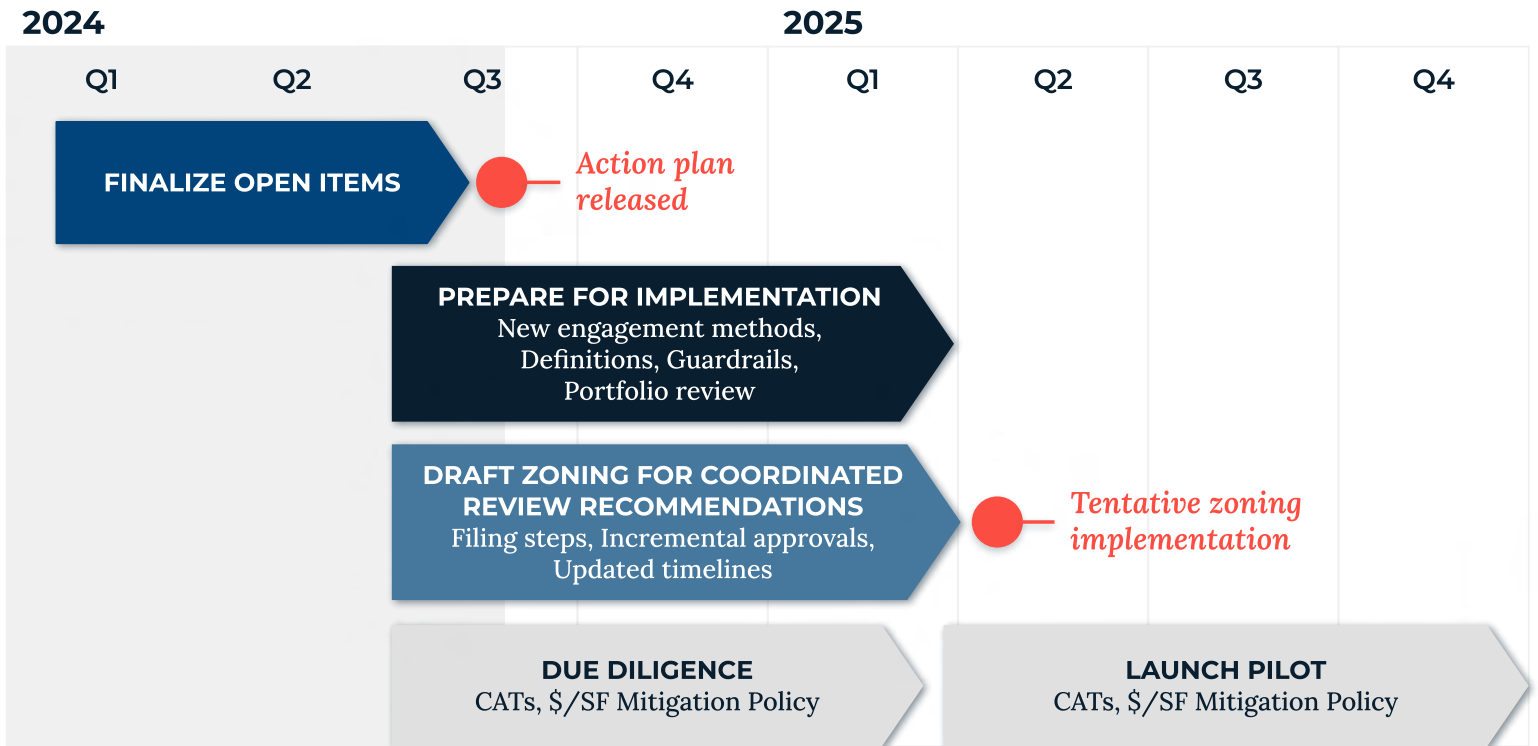 2024
2025
Q1
Q2
Q3
Q4
Q1
Q2
Q3
Q4
FINALIZE OPEN ITEMS
Action plan
released
PREPARE FOR IMPLEMENTATION
New engagement methods,
Definitions, Guardrails,
Portfolio review
DRAFT ZONING FOR COORDINATED
REVIEW RECOMMENDATIONS
Filing steps, Incremental approvals,
Updated timelines
Tentative zoning
implementation
DUE DILIGENCE
CATs, $/SF Mitigation Policy
LAUNCH PILOT
CATs, $/SF Mitigation Policy